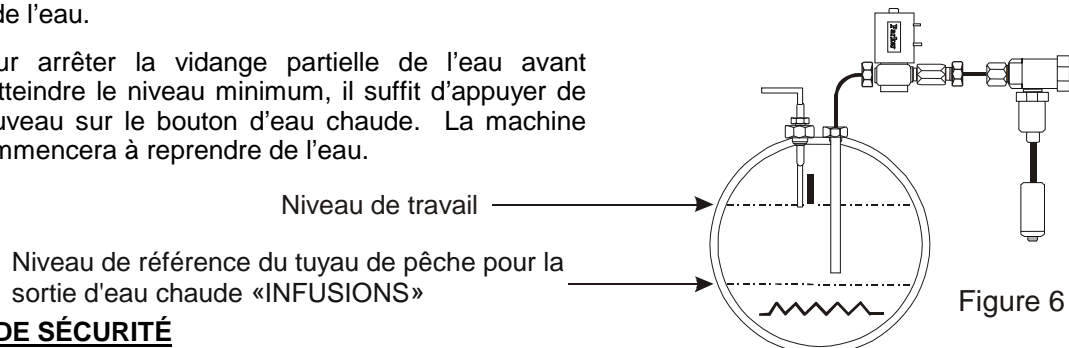 de l’eau.
ur arrêter la vidange partielle de l’eau avant
tteindre le niveau minimum, il suffit d’appuyer de
uveau sur le bouton d’eau chaude. La machine
mmencera à reprendre de l’eau.
Parker
Niveau de travail
Niveau de référence du tuyau de pêche pour la
sortie d'eau chaude «INFUSIONS»
Figure 6
DE SÉCURITÉ